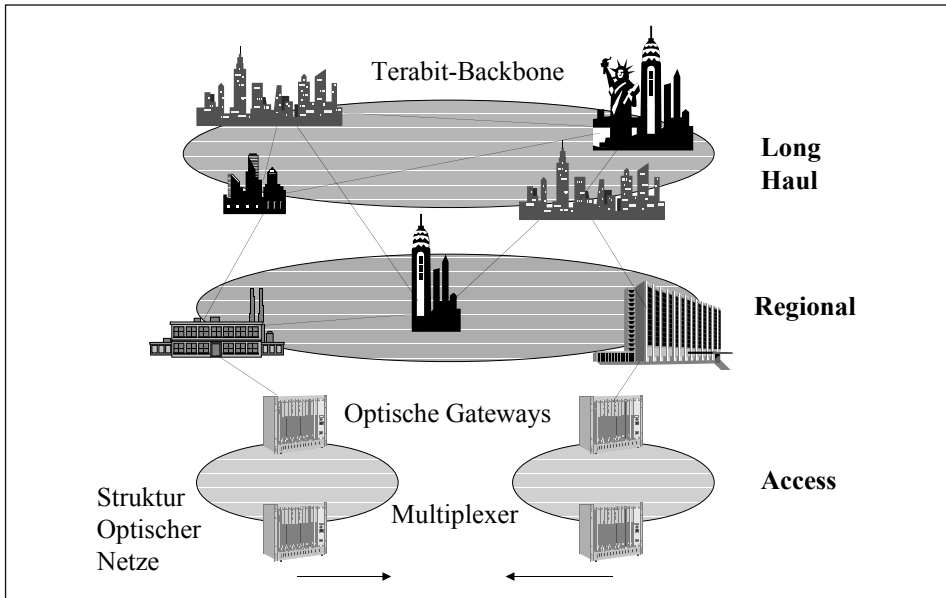 Terabit-Backbone
Long
Haul
Regional
Optische Gateways
Access
Struktur
Optischer
Netze
Multiplexer